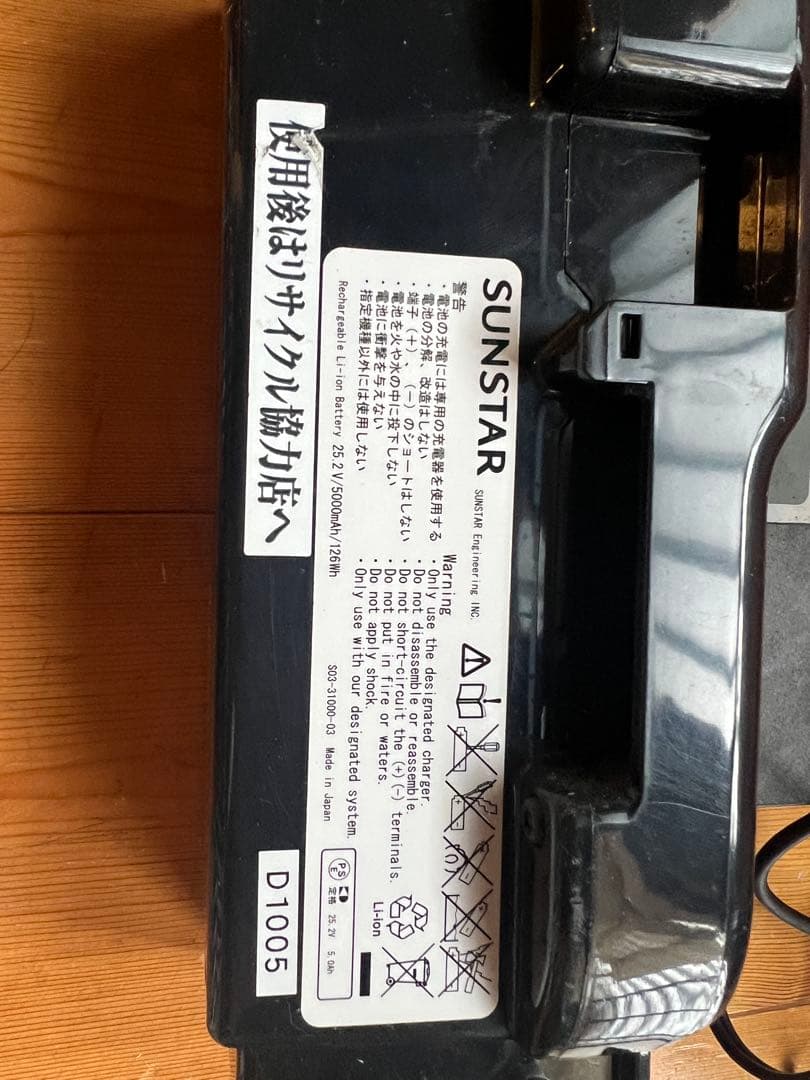 使用後はリサイクル協力店へ
SUNSTAR
SUNSTAR Engineering INC.
警告
・電池の充電には専用の充電器を使用する
・電池の分解、改造はしない
・端子（＋）、（－）のショートはしない
・電池を火や水の中に投下しない
・電池に衝撃を与えない
・指定機種以外には使用しない
Warning
・Only use the designated charger.
・Do not disassemble or reassemble.
・Do not short-circuit the (+) (-) terminals.
・Do not put in fire or waters.
・Do not apply shock.
・Only use with our designated system.
Rechargeable Li-ion Battery 25.2V/5000mAh/126Wh
S03-31000-03 Made in Japan
Li-ion
PS
E
定格 25.2V 5.0Ah
D1005